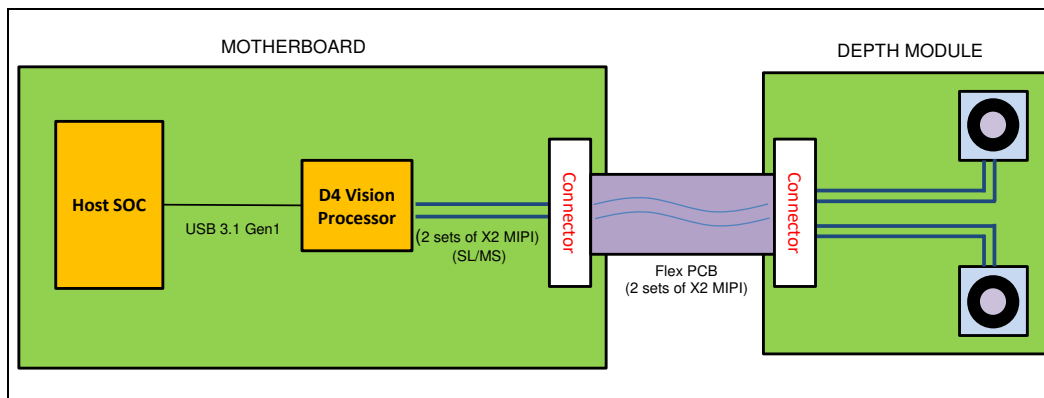 MOTHERBOARD
DEPTH MODULE
Host SOC
USB 3.1 Gen1
D4 Vision
Processor
(2 sets of X2 MIPI)
(SL/MS)
Connector
Flex PCB
(2 sets of X2 MIPI)
Connector